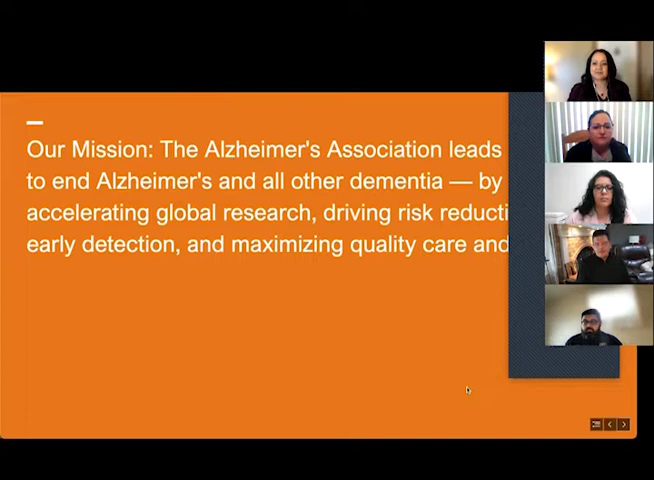 Our Mission: The Alzheimer's Association leads
to end Alzheimer's and all other dementia — by
accelerating global research, driving risk reducti
early detection, and maximizing quality care and